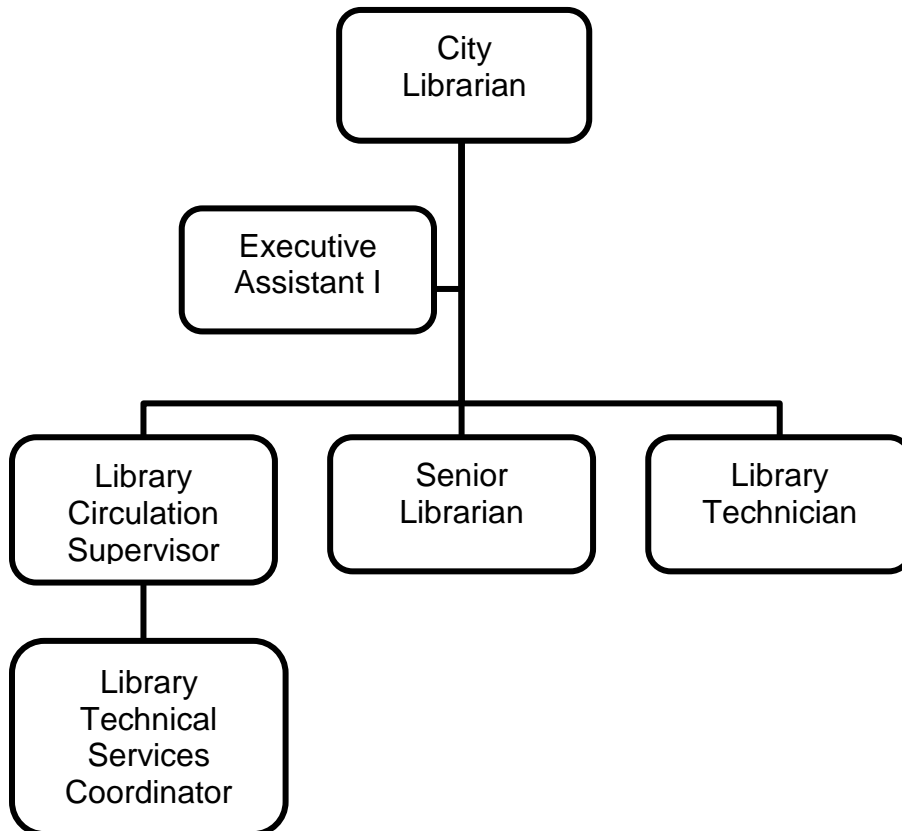 City
Librarian
Executive
Assistant I
Library
Circulation
Supervisor
Senior
Librarian
Library
Technician
Library
Technical
Services
Coordinator